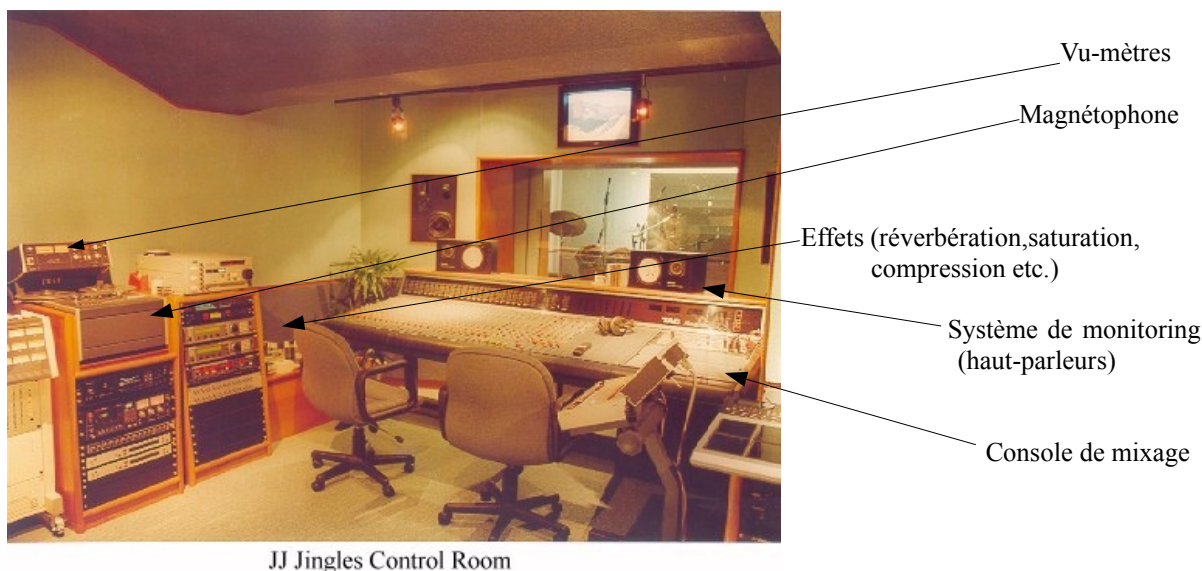 Vu-mètres
Magnétophone
Effets (réverbération,saturation,
compression etc.)
Système de monitoring
(haut-parleurs)
Console de mixage
JJ Jingles Control Room